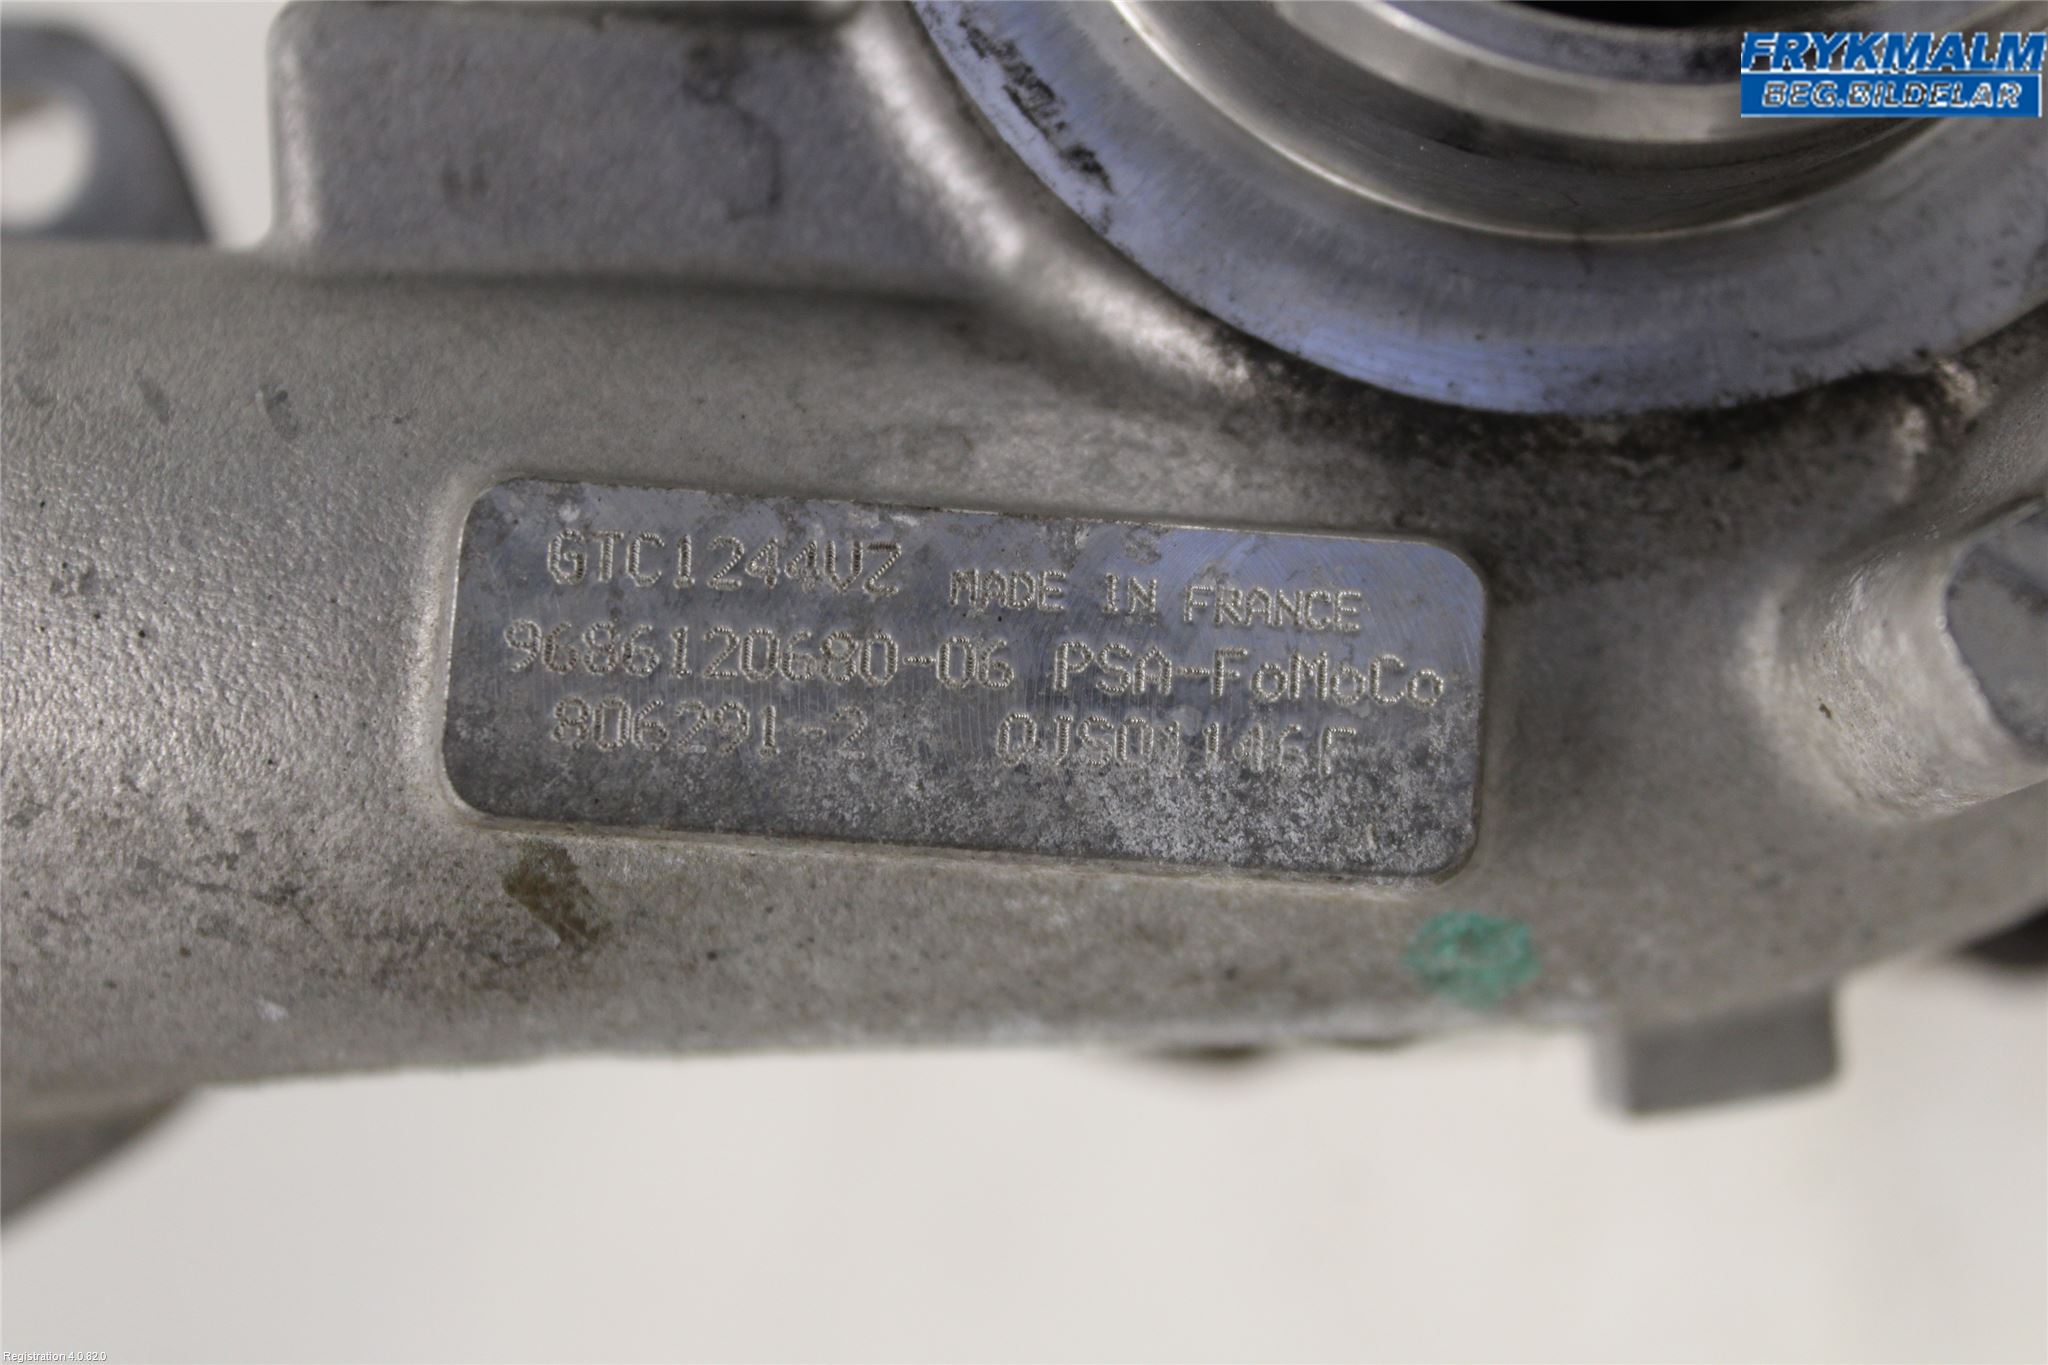 FRYKMALM
BEG.BILDELAR
GTC1244VZ MADE IN FRANCE
9686120680-06 PSA-FoMoCo
806291-2 0JS01146F
Registration 4.0.82.0